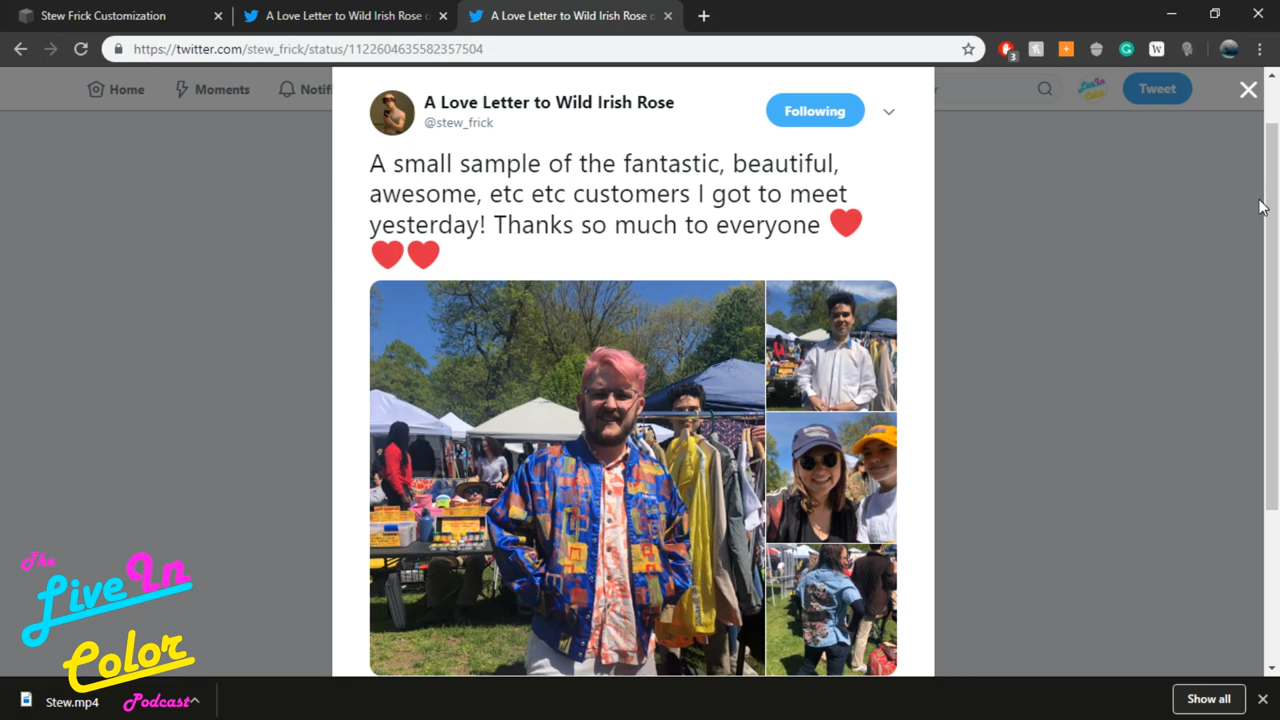 Stew Frick Customization
A Love Letter to Wild Irish Rose
A Love Letter to Wild Irish Rose
https://twitter.com/stew_frick/status/1122604635582357504
3
W
Home
Moments
Notifi
r
Tweet
A Love Letter to Wild Irish Rose
@stew_frick
Following
A small sample of the fantastic, beautiful,
awesome, etc etc customers I got to meet
yesterday! Thanks so much to everyone
The
Live In
Color
Podcast
Stew.mp4
Show all